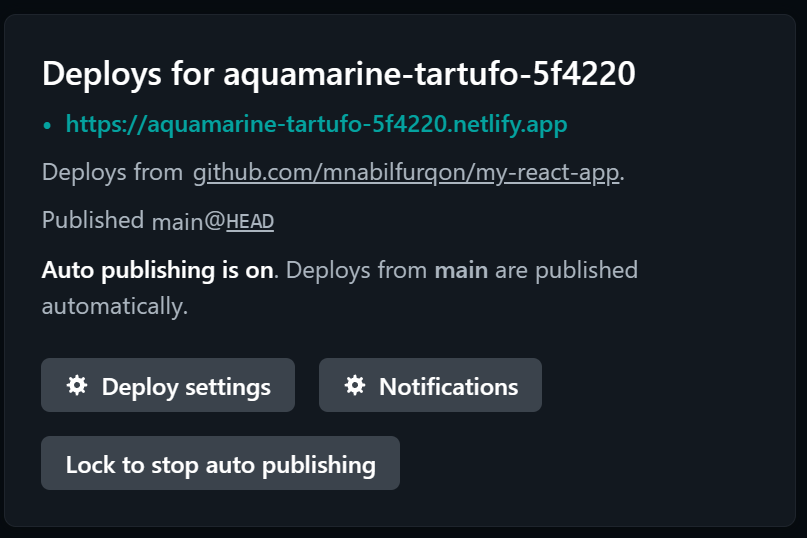 Deploys for aquamarine-tartufo-5f4220
• https://aquamarine-tartufo-5f4220.netlify.app
Deploys from github.com/mnabilfurqon/my-react-app.
Published main@HEAD
Auto publishing is on. Deploys from main are published
automatically.
Deploy settings
Notifications
Lock to stop auto publishing